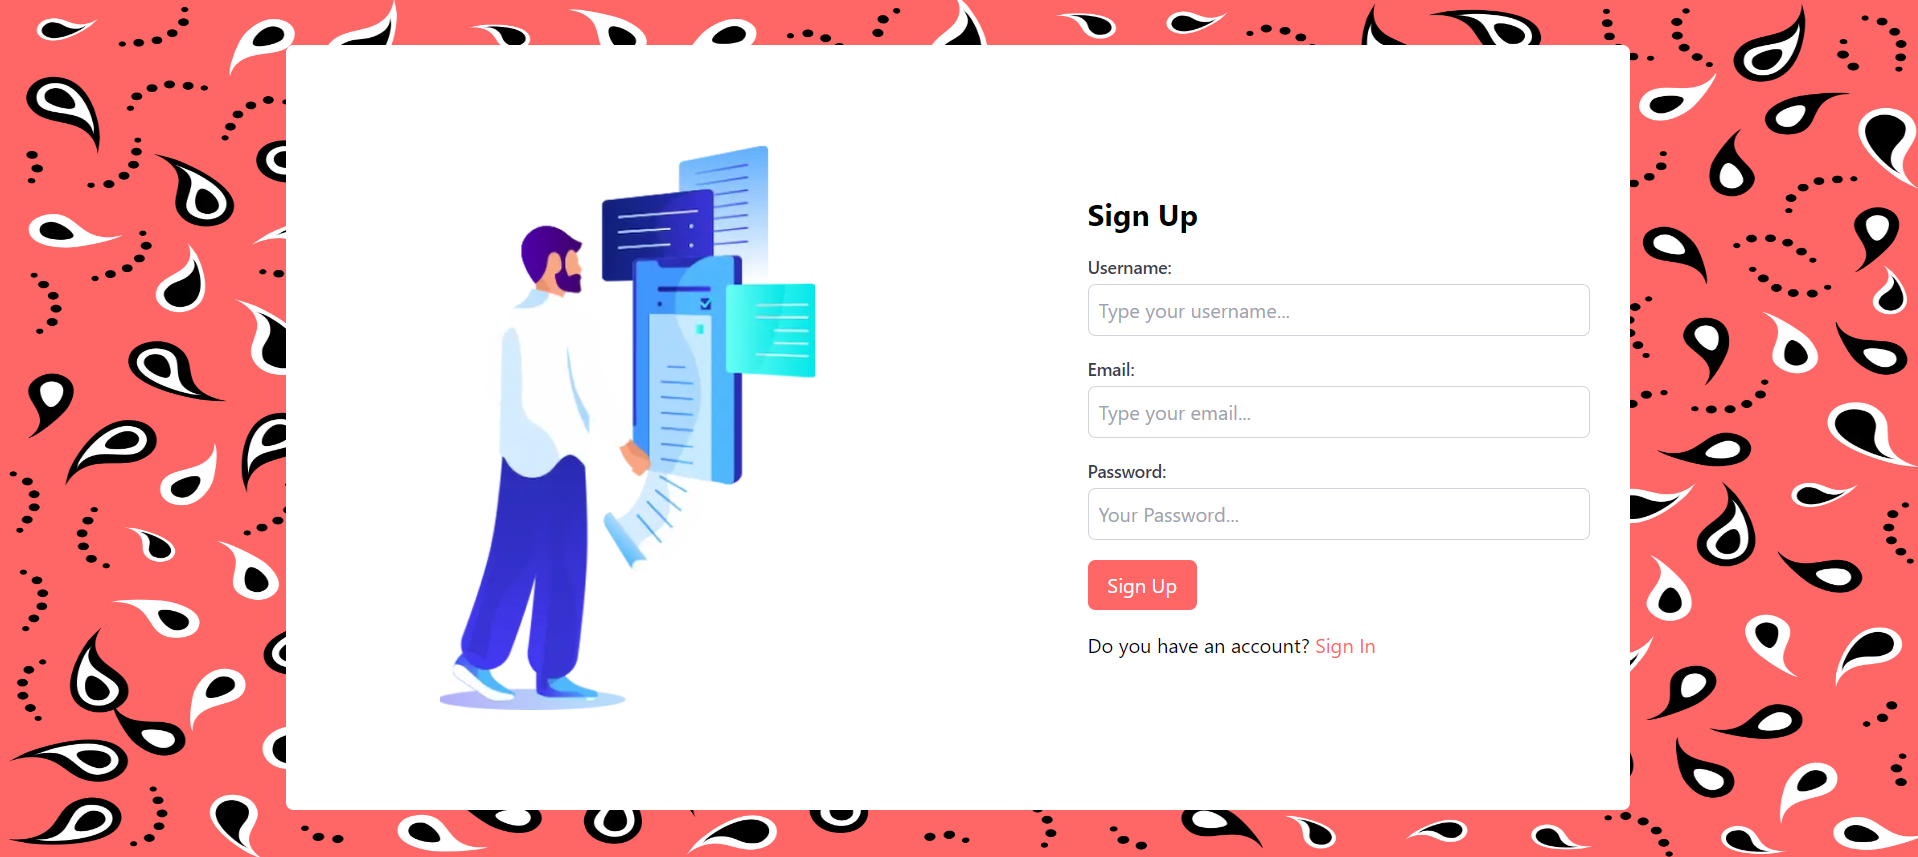 Sign Up
Username:
Type your username...
Email:
Type your email...
Password:
Your Password...
Sign Up
Do you have an account? Sign In